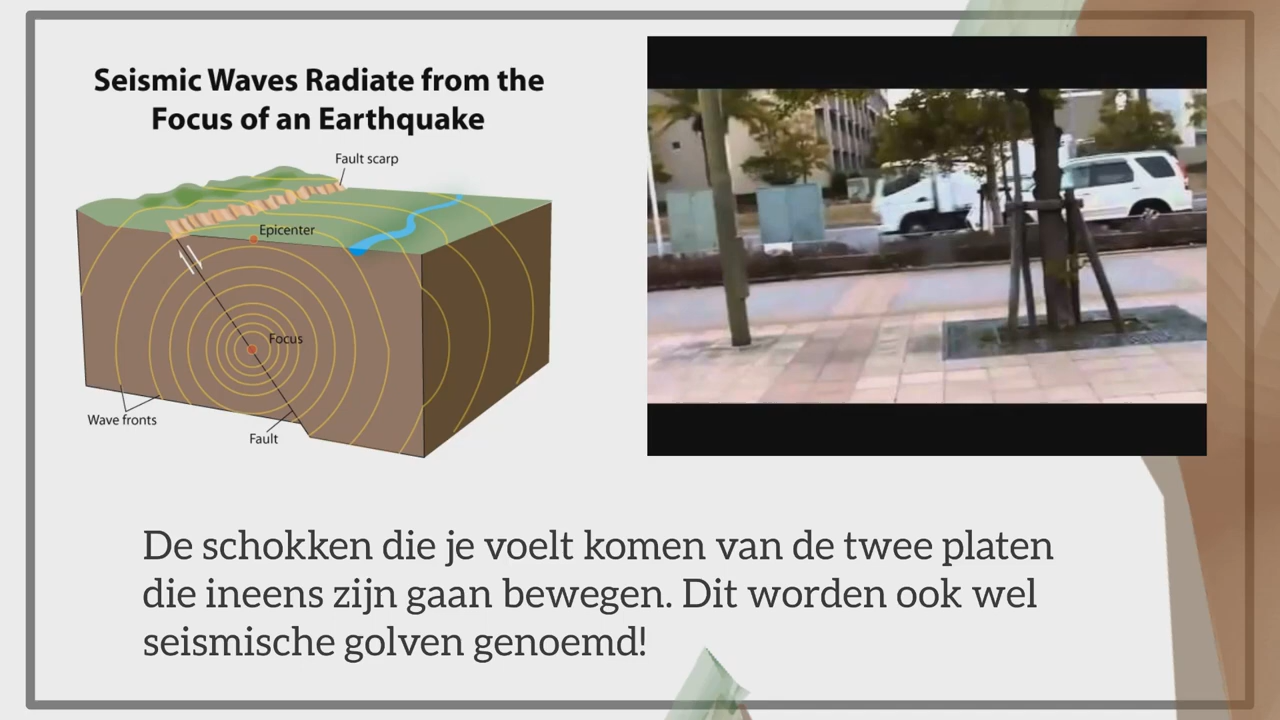 Seismic Waves Radiate from the
Focus of an Earthquake
Fault scarp
Epicenter
Focus
Wave fronts
Fault
De schokken die je voelt komen van de twee platen
die ineens zijn gaan bewegen. Dit worden ook wel
seismische golven genoemd!